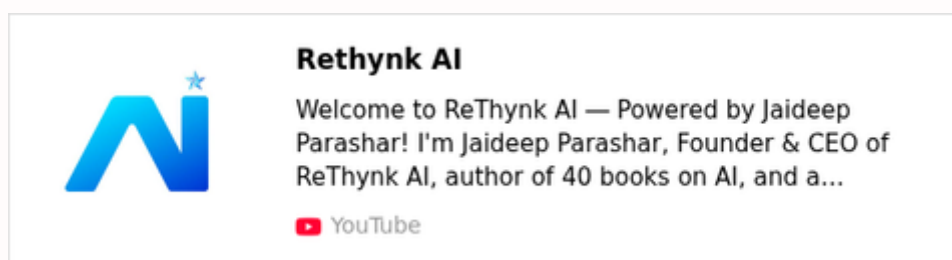 Rethynk AI
Welcome to ReThynk AI — Powered by Jaideep
Parashar! I'm Jaideep Parashar, Founder & CEO of
ReThynk AI, author of 40 books on AI, and a...
YouTube